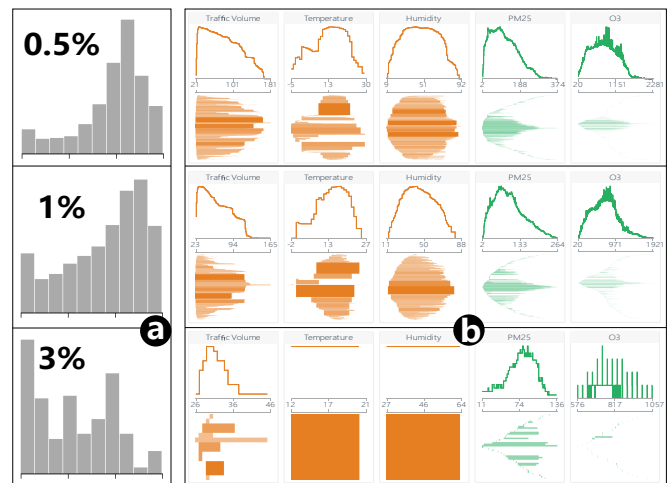 0.5%
Traffic Volume Temperature Humidity PM25 O3
21 101 181 -5 13 30 9 51 92 2 188 374 20 1151 2281
1%
Traffic Volume Temperature Humidity PM25 O3
23 94 165 -2 13 27 11 50 88 2 133 264 20 971 1921
a
b
3%
Traffic Volume Temperature Humidity PM25 O3
26 36 46 12 21 27 64 11 74 136 576 817 1057